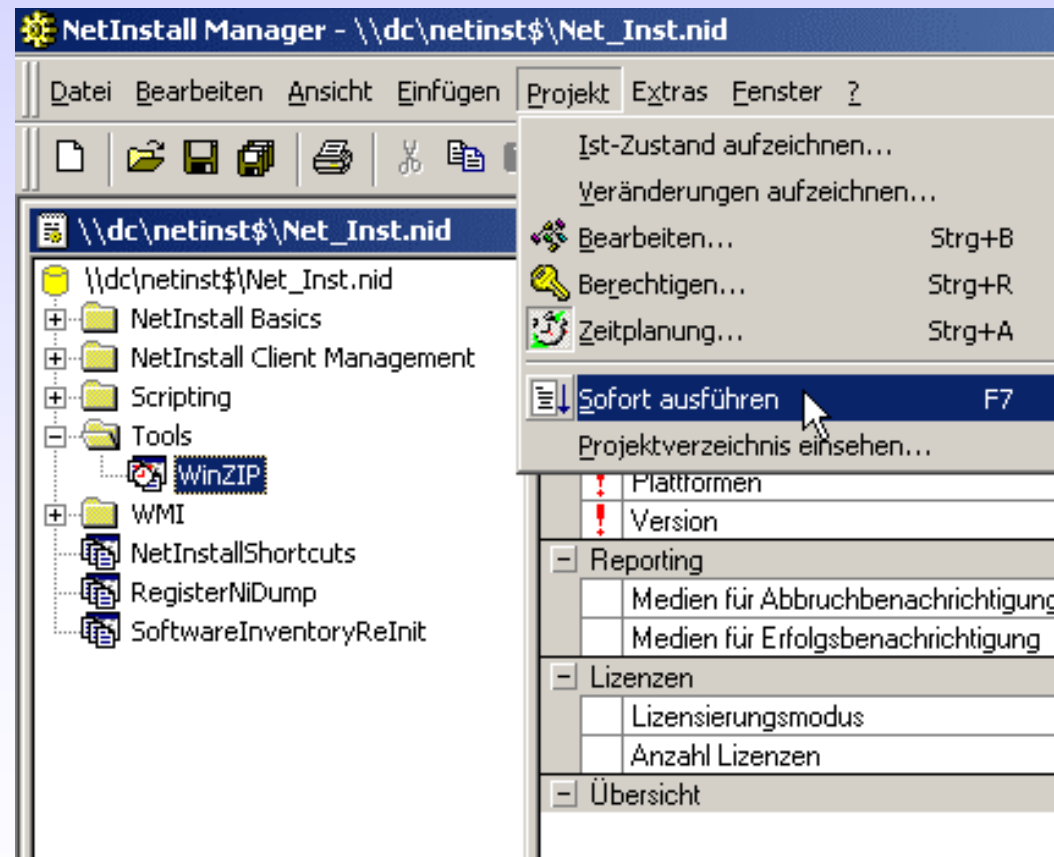 NetInstall Manager - \\dc\netinst$\Net_Inst.nid
Datei Bearbeiten Ansicht Einfügen Projekt Extras Fenster ?
Ist-Zustand aufzeichnen...
Veränderungen aufzeichnen...
Bearbeiten... Strg+B
Berechtigen... Strg+R
Zeitplanung... Strg+A
Sofort ausführen F7
Projektverzeichnis einsehen...
\\dc\netinst$\Net_Inst.nid
\\dc\netinst$\Net_Inst.nid
NetInstall Basics
NetInstall Client Management
Scripting
Tools
WinZIP
WMI
NetInstallShortcuts
RegisterNiDump
SoftwareInventoryReInit
Plattformen
Version
Reporting
Medien für Abbruchbenachrichtigung
Medien für Erfolgsbenachrichtigung
Lizenzen
Lizensierungsmodus
Anzahl Lizenzen
Übersicht